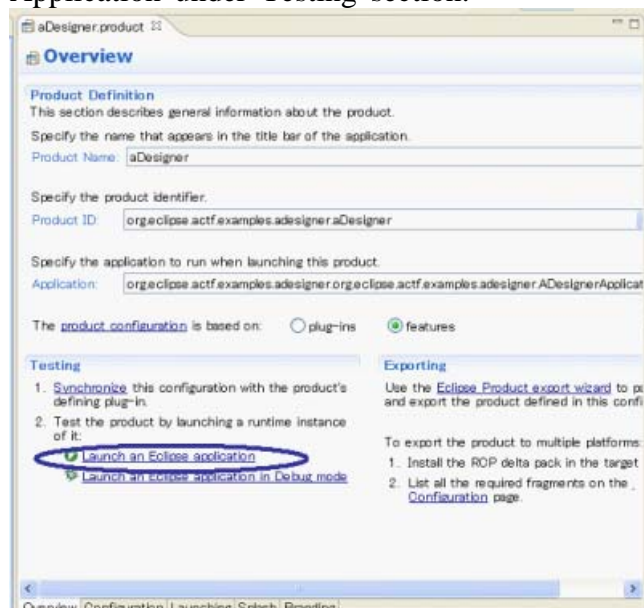 Application under Testing section.
aDesigner.product
Overview
Product Definition
This section describes general information about the product.
Specify the name that appears in the title bar of the application.
Product Name: aDesigner
Specify the product identifier.
Product ID: org.eclipse.actf.examples.adesigner.aDesigner
Specify the application to run when launching this product.
Application: org.eclipse.actf.examples.adesigner.org.eclipse.actf.examples.adesigner.ADesignerApplicat
The product configuration is based on: plug-ins features
Testing
1. Synchronize this configuration with the product's
defining plug-in.
2. Test the product by launching a runtime instance
of it:
Launch an Eclipse application
Launch an Eclipse application in Debug mode
Exporting
Use the Eclipse Product export wizard to pa
and export the product defined in this confi
To export the product to multiple platforms:
1. Install the RCP delta pack in the target
2. List all the required fragments on the
Configuration page.
Overview Configuration Launching Splash Branding